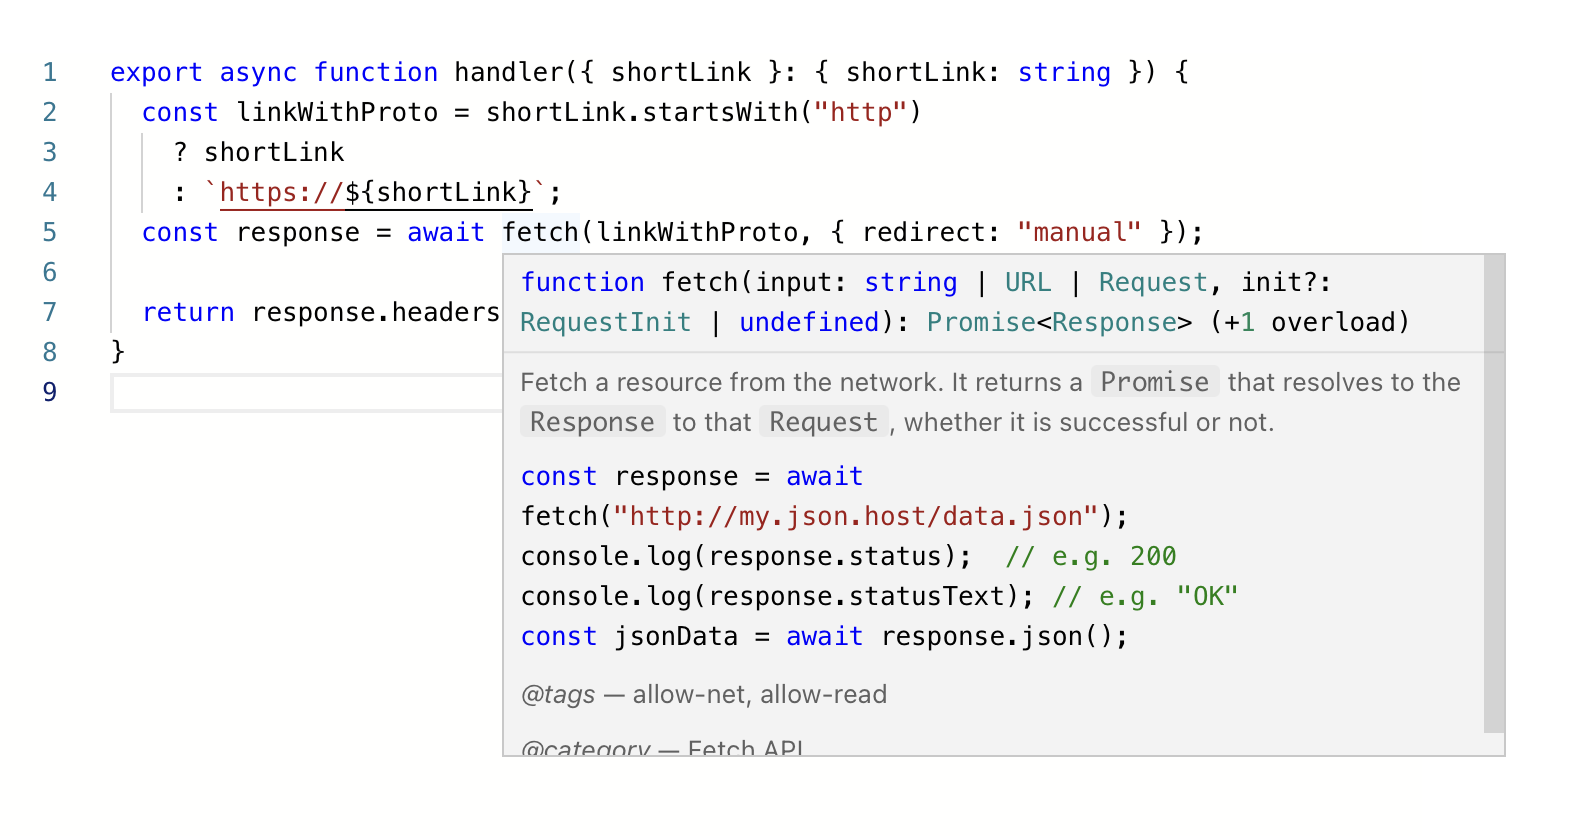 1 export async function handler({ shortLink }: { shortLink: string }) {
2 const linkWithProto = shortLink.startsWith("http")
3 ? shortLink
4 : `https://${shortLink}`;
5 const response = await fetch(linkWithProto, { redirect: "manual" });
6
7 return response.headers
8 }
9
function fetch(input: string | URL | Request, init?:
RequestInit | undefined): Promise<Response> (+1 overload)
Fetch a resource from the network. It returns a Promise that resolves to the
Response to that Request, whether it is successful or not.
const response = await
fetch("http://my.json.host/data.json");
console.log(response.status);  // e.g. 200
console.log(response.statusText); // e.g. "OK"
const jsonData = await response.json();
@tags — allow-net, allow-read
@category — Fetch API